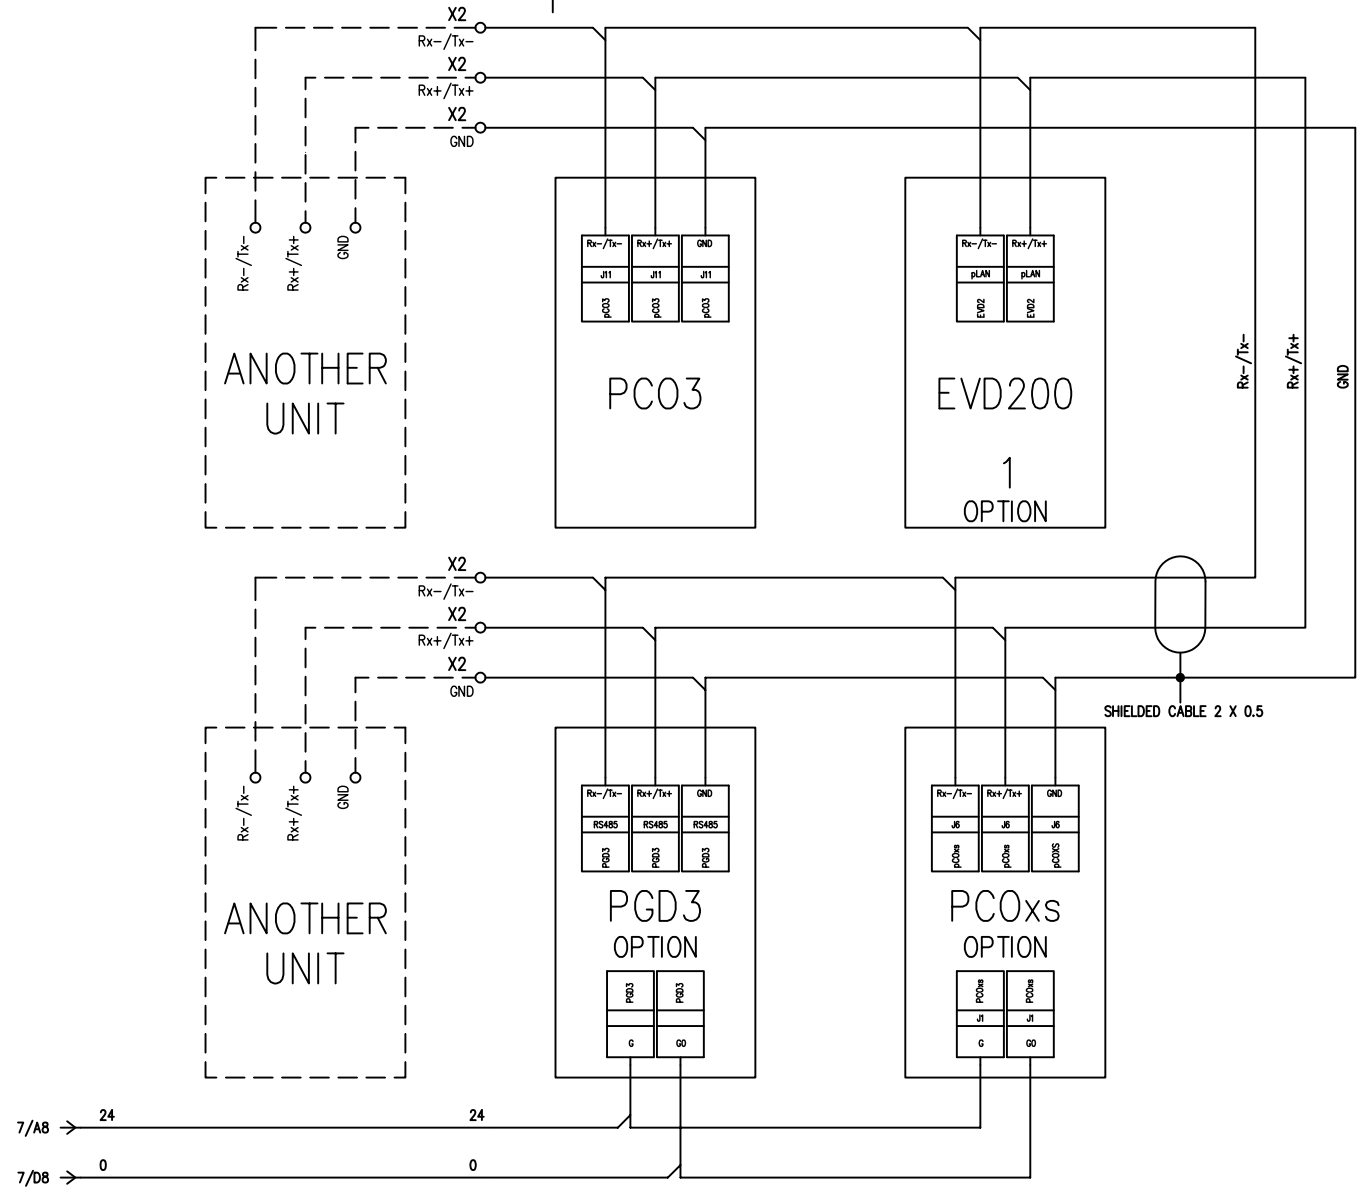 X2
Rx-/Tx-
X2
Rx+/Tx+
X2
GND
Rx-/Tx-
Rx+/Tx+
GND
ANOTHER
UNIT
Rx-/Tx- Rx+/Tx+ GND
J11 J11 J11
pCO3 pCO3 pCO3
PCO3
Rx-/Tx- Rx+/Tx+
pLAN pLAN
EVD2 EVD2
EVD200
1
OPTION
Rx-/Tx-
Rx+/Tx+
GND
X2
Rx-/Tx-
X2
Rx+/Tx+
X2
GND
SHIELDED CABLE 2 X 0.5
Rx-/Tx-
Rx+/Tx+
GND
ANOTHER
UNIT
Rx-/Tx- Rx+/Tx+ GND
RS485 RS485 RS485
PGD3 PGD3 PGD3
PGD3
OPTION
PGD3 PGD3
G G0
Rx-/Tx- Rx+/Tx+ GND
J6 J6 J6
pCOxs pCOxs pCOXS
PCOxs
OPTION
PCOxs PCOxs
J1 J1
G G0
7/A8 24 24
7/D8 0 0